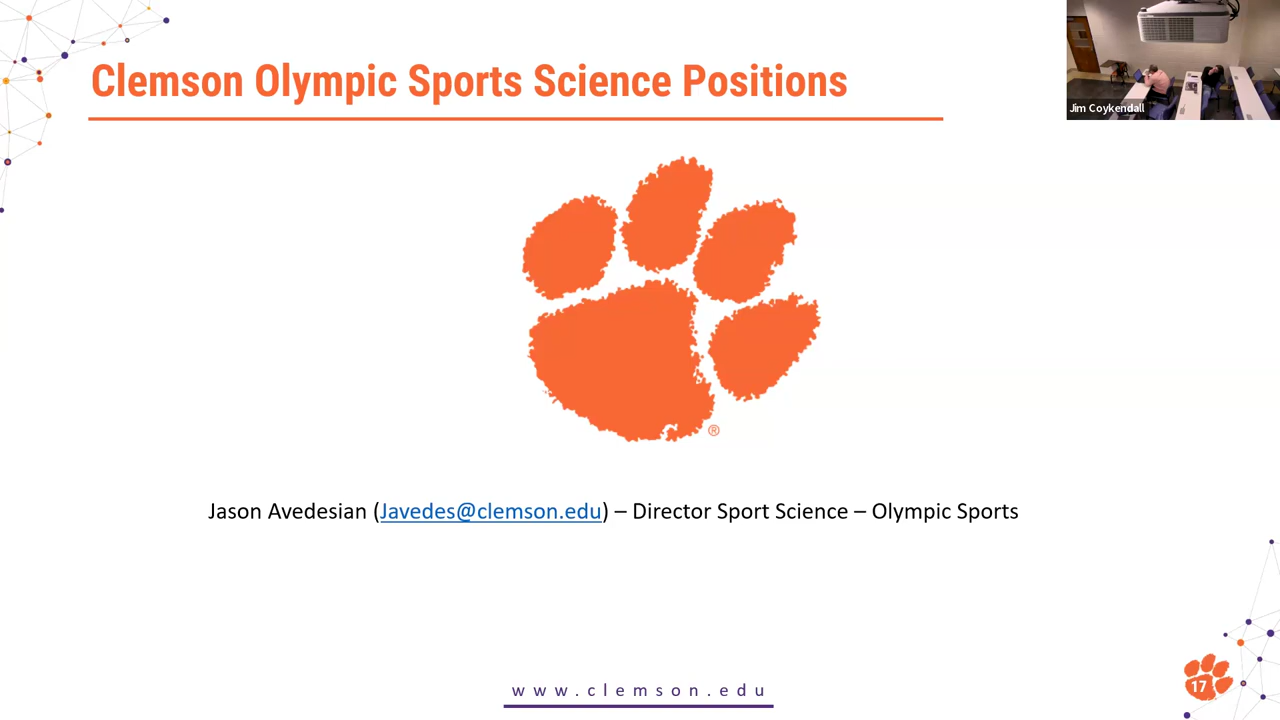 Clemson Olympic Sports Science Positions
Jim Coykendall
®
Jason Avedesian (Javedes@clemson.edu) – Director Sport Science – Olympic Sports
www.clemson.edu
17